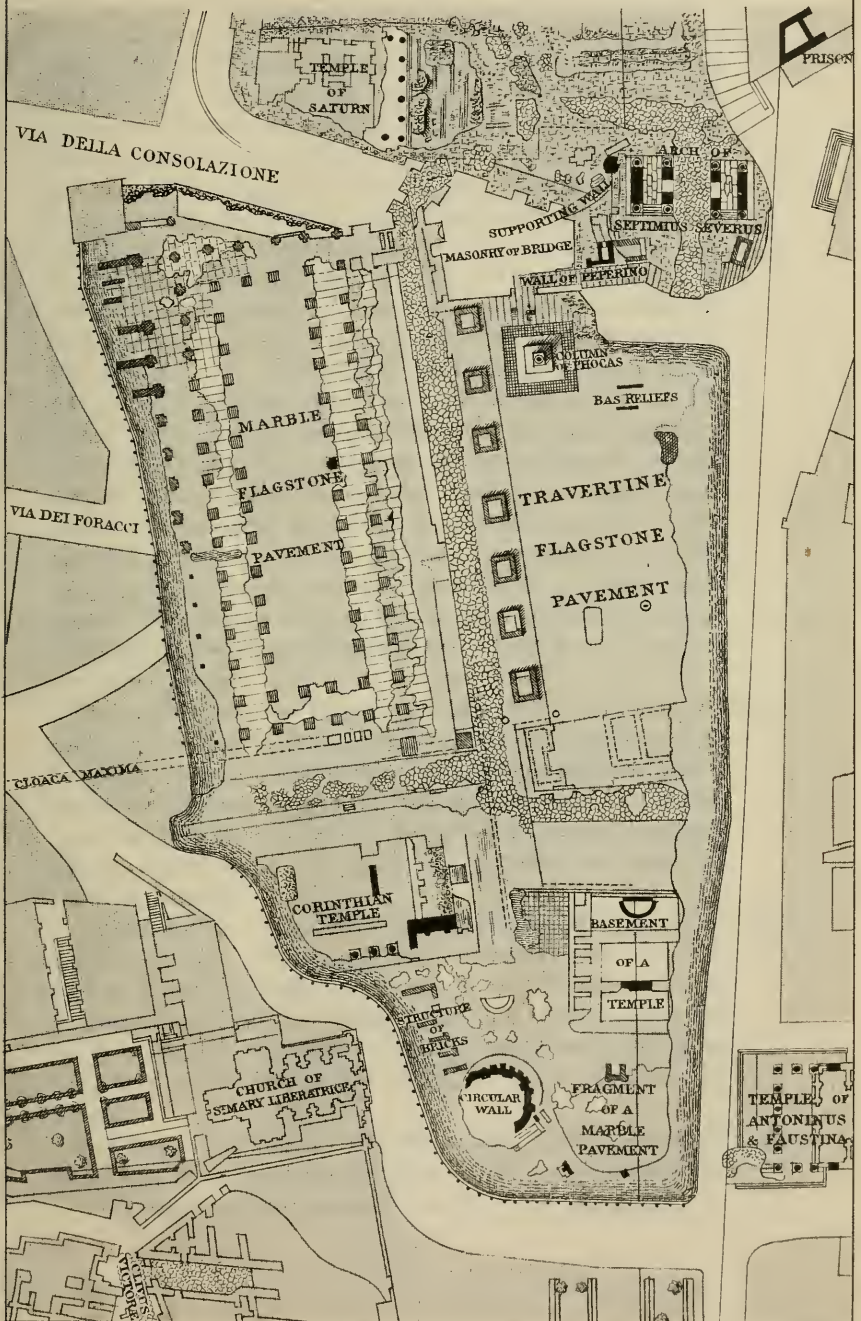 TEMPLE
OF
SATURN
PRISON
VIA DELLA CONSOLAZIONE
ARCH OF
SEPTIMIUS SEVERUS
SUPPORTING WALL
MASONRY OF BRIDGE
WALL OF PEPERINO
COLUMN
OF PHOCAS
BAS RELIEFS
MARBLE
FLAGSTONE
PAVEMENT
TRAVERTINE
FLAGSTONE
PAVEMENT
VIA DEI FORACCI
CLOACA MAXIMA
CORINTHIAN
TEMPLE
BASEMENT
OF A
TEMPLE
STRUCTURE
OF
BRICKS
CHURCH OF
ST MARY LIBERATRICE
CIRCULAR
WALL
FRAGMENT
OF A
MARBLE
PAVEMENT
TEMPLE OF
ANTONINUS
& FAUSTINA
S
VICTORE